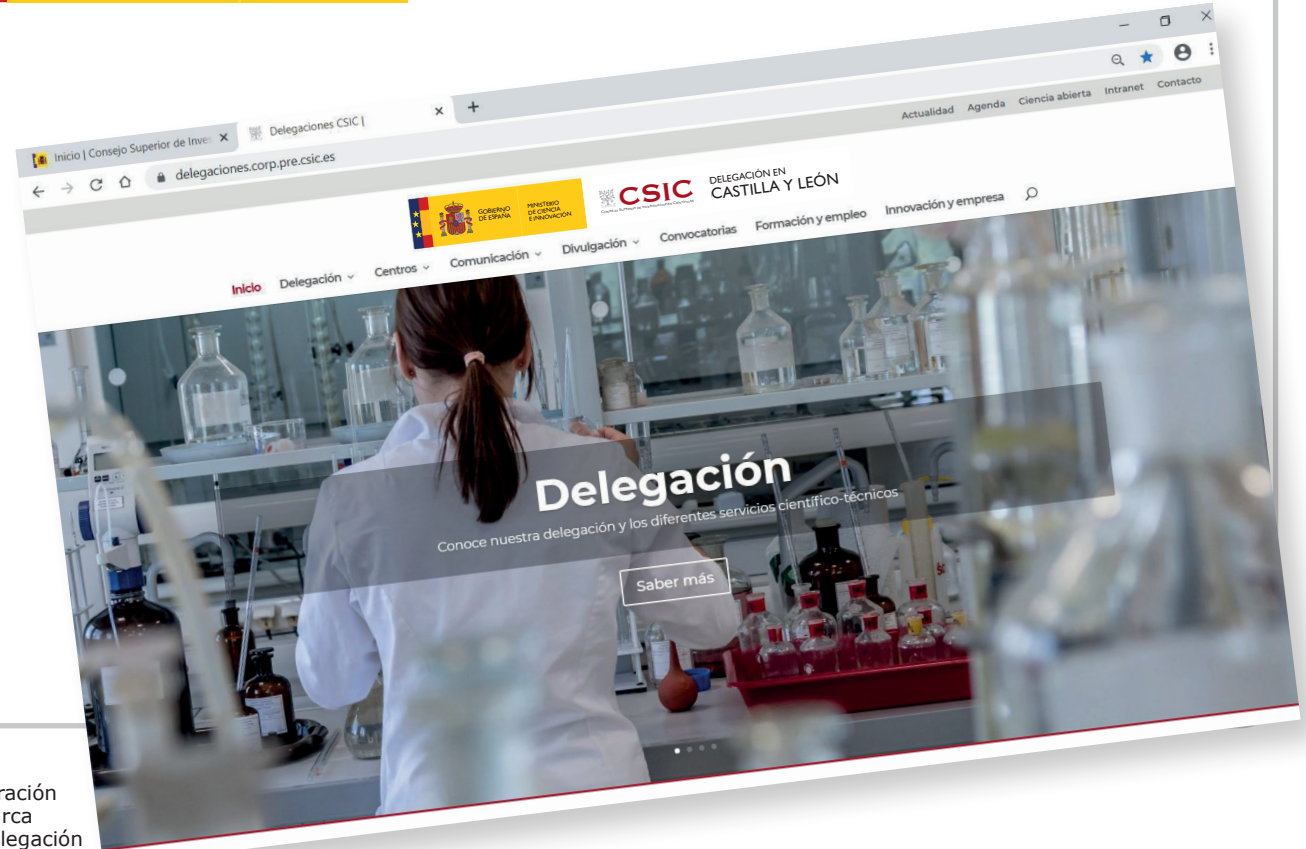 Inicio | Consejo Superior de Inves
Delegaciones CSIC |
delegaciones.corp.pre.csic.es
Actualidad Agenda Ciencia abierta Intranet Contacto
GOBIERNO
DE ESPAÑA
MINISTERIO
DE CIENCIA
E INNOVACIÓN
CSIC
DELEGACIÓN EN
CASTILLA Y LEÓN
Inicio Delegación Centros Comunicación Divulgación Convocatorias Formación y empleo Innovación y empresa
Delegación
Conoce nuestra delegación y los diferentes servicios científico-técnicos
Saber más
ración
rca
legación